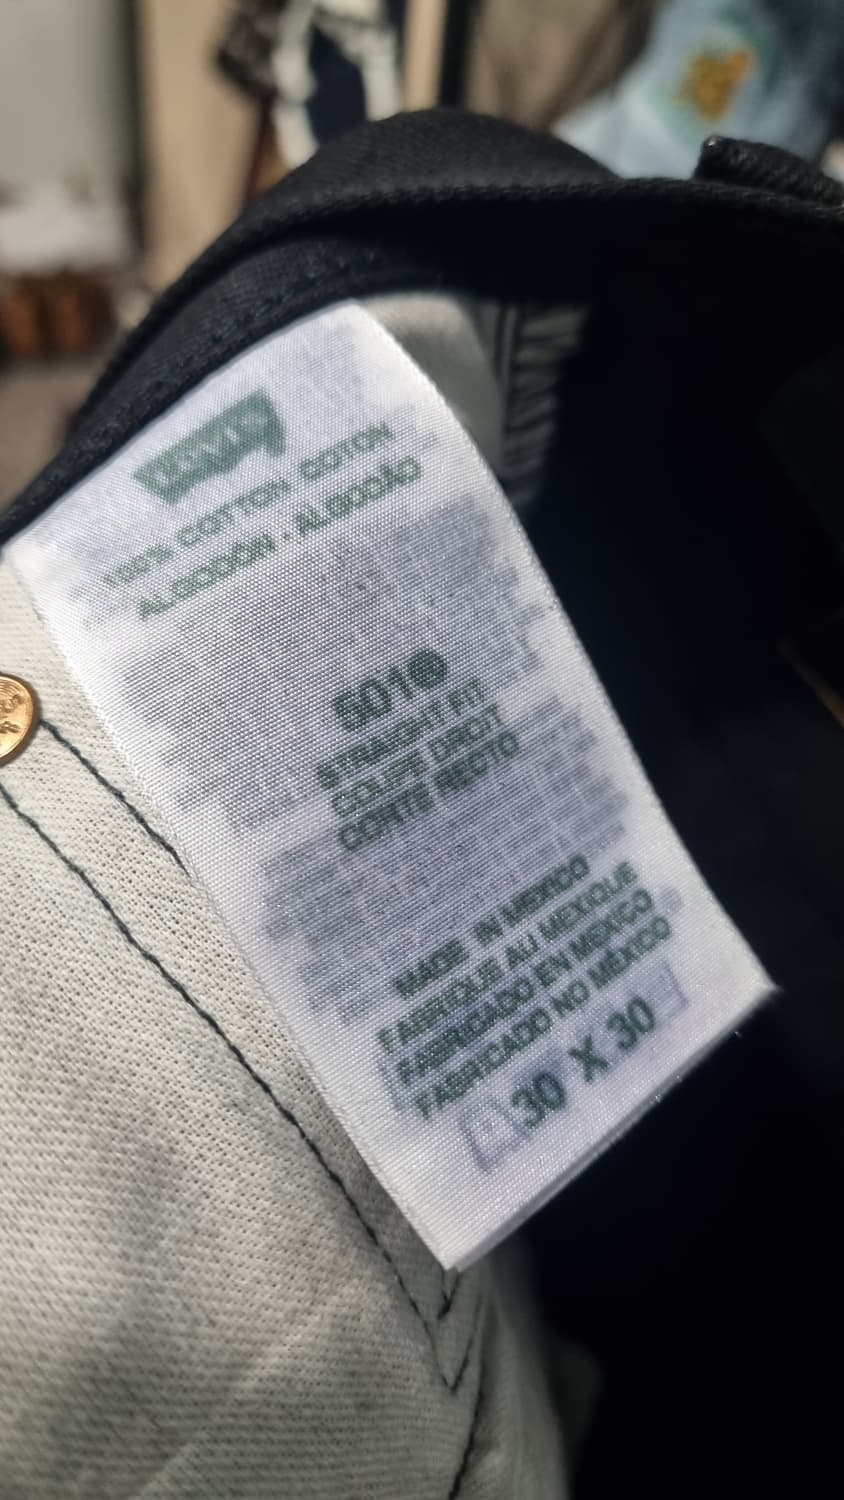 LEVI'S
100% COTTON COTON
ALGODÓN · ALGODÃO
501®
STRAIGHT FIT
COUPE DROIT
CORTE RECTO
MADE IN MEXICO
FABRIQUE AU MEXIQUE
FABRICADO EN MEXICO
FABRICADO NO MÉXICO
30 X 30